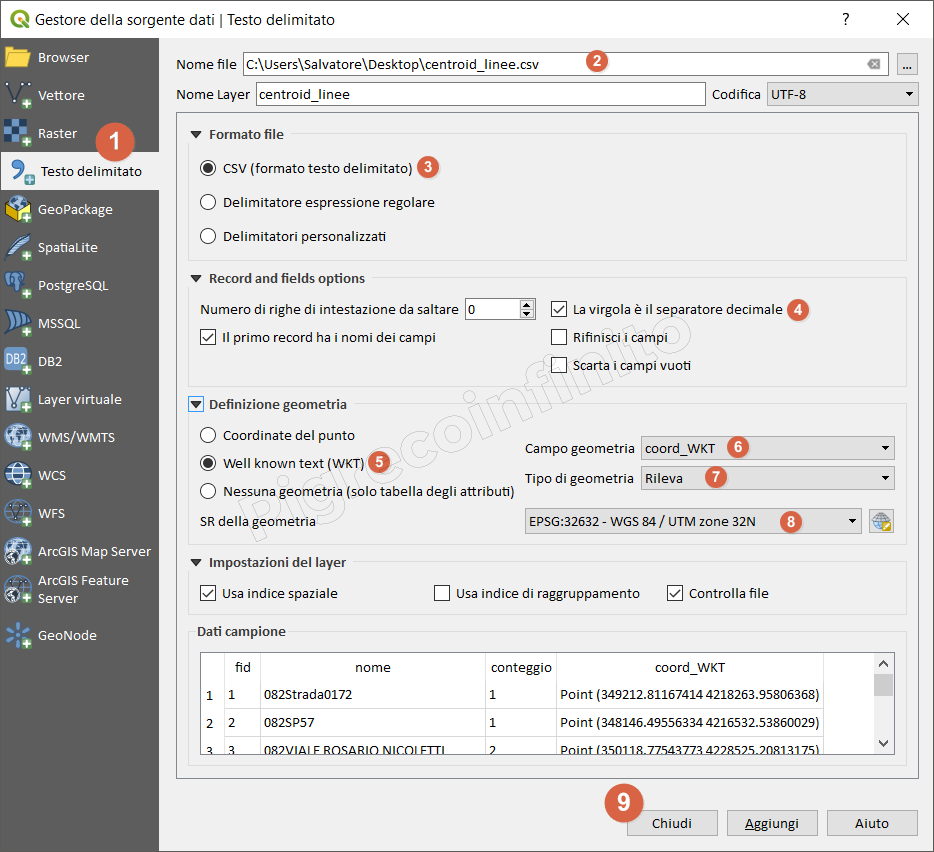 Gestore della sorgente dati | Testo delimitato ?
Browser
Vettore
Raster
1
Testo delimitato
GeoPackage
SpatiaLite
PostgreSQL
MSSQL
DB2
DB2
Layer virtuale
WMS/WMTS
WCS
WFS
ArcGIS Map Server
ArcGIS Feature
Server
GeoNode
Nome file C:\Users\Salvatore\Desktop\centroid_linee.csv 2 ...
Nome Layer centroid_linee Codifica UTF-8
Formato file
CSV (formato testo delimitato) 3
Delimitatore espressione regolare
Delimitatori personalizzati
Record and fields options
Numero di righe di intestazione da saltare 0 La virgola è il separatore decimale 4
Il primo record ha i nomi dei campi Rifinisci i campi
Scarta i campi vuoti
Definizione geometria
Coordinate del punto
Well known text (WKT) 5 Campo geometria coord_WKT 6
Nessuna geometria (solo tabella degli attributi) Tipo di geometria Rileva 7
SR della geometria EPSG:32632 - WGS 84 / UTM zone 32N 8
Pigrecoinfinito
Impostazioni del layer
Usa indice spaziale Usa indice di raggruppamento Controlla file
Dati campione
fid nome conteggio coord_WKT
1 1 082Strada0172 1 Point (349212.81167414 4218263.95806368)
2 2 082SP57 1 Point (348146.49556334 4216532.53860029)
3 3 082VIALE ROSARIO NICOLETTI 2 Point (350118.77543773 4228525.20813175)
9
Chiudi Aggiungi Aiuto